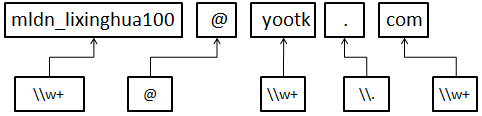 mldn_lixinghua100 @ yootk . com
\\w+ @ \\w+ \\. \\w+